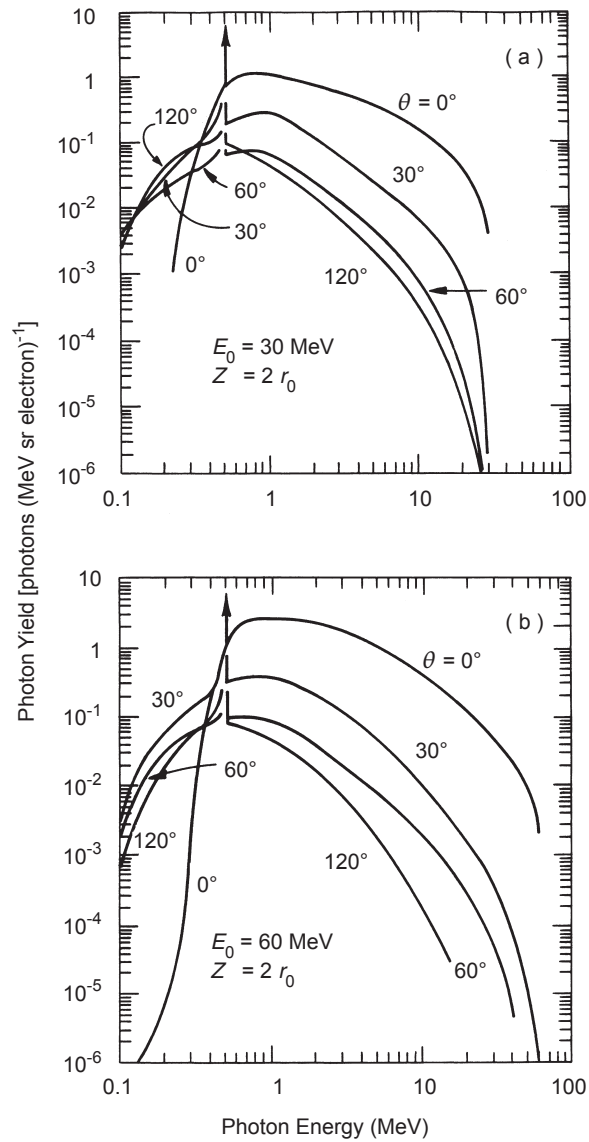 Photon Yield [photons (MeV sr electron)⁻¹]
10
1
10⁻¹
10⁻²
10⁻³
10⁻⁴
10⁻⁵
10⁻⁶
( a )
θ = 0°
120°
30°
60°
30°
0°
120°
60°
E₀ = 30 MeV
Z = 2 r₀
0.1 1 10 100
10
1
10⁻¹
10⁻²
10⁻³
10⁻⁴
10⁻⁵
10⁻⁶
( b )
θ = 0°
30°
30°
60°
120°
120°
0°
60°
E₀ = 60 MeV
Z = 2 r₀
0.1 1 10 100
Photon Energy (MeV)